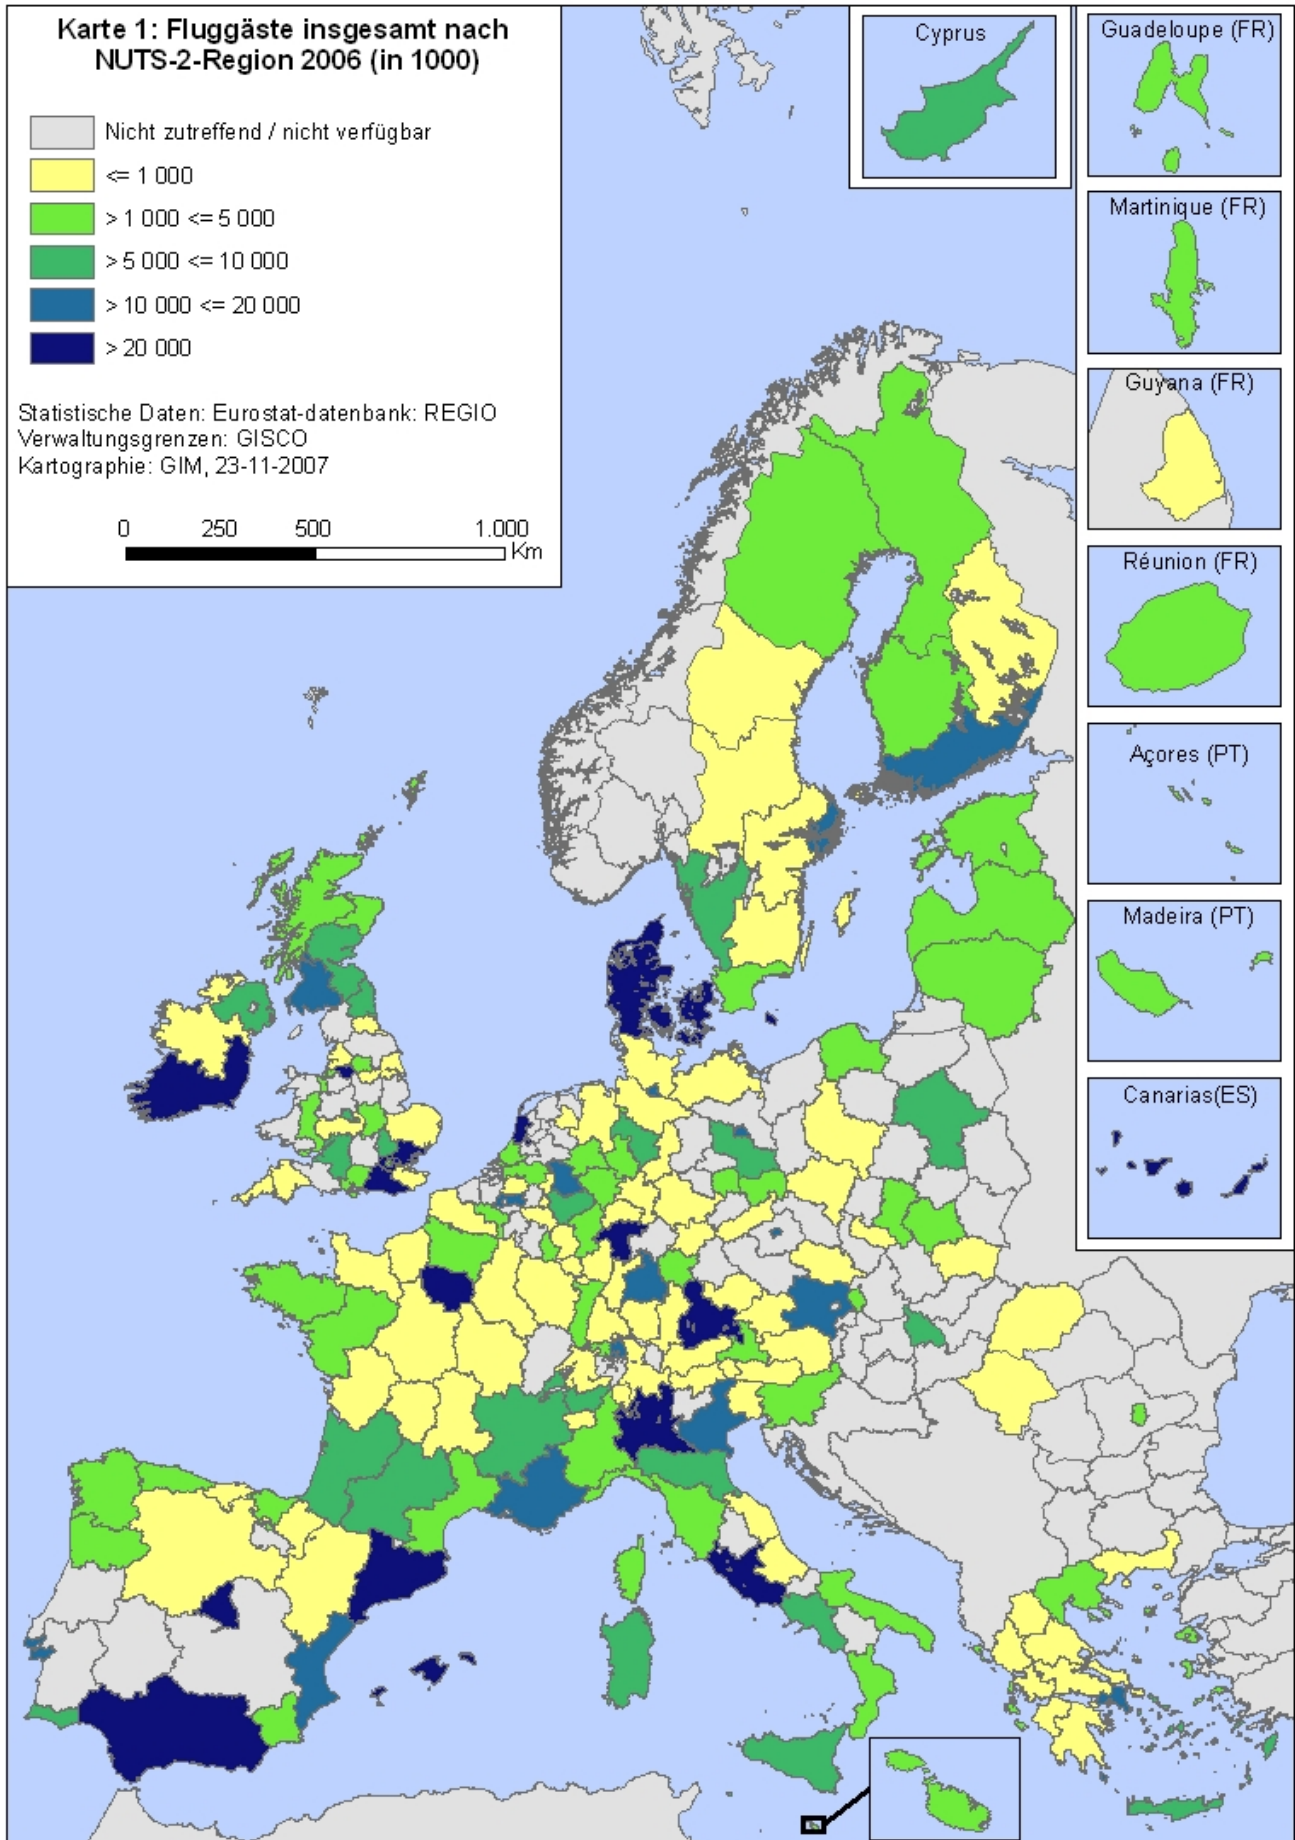 Karte 1: Fluggäste insgesamt nach
NUTS-2-Region 2006 (in 1000)
Nicht zutreffend / nicht verfügbar
<= 1 000
> 1 000 <= 5 000
> 5 000 <= 10 000
> 10 000 <= 20 000
> 20 000
Statistische Daten: Eurostat-datenbank: REGIO
Verwaltungsgrenzen: GISCO
Kartographie: GIM, 23-11-2007
0 250 500 1.000
Km
Cyprus
Guadeloupe (FR)
Martinique (FR)
Guyana (FR)
Réunion (FR)
Açores (PT)
Madeira (PT)
Canarias(ES)